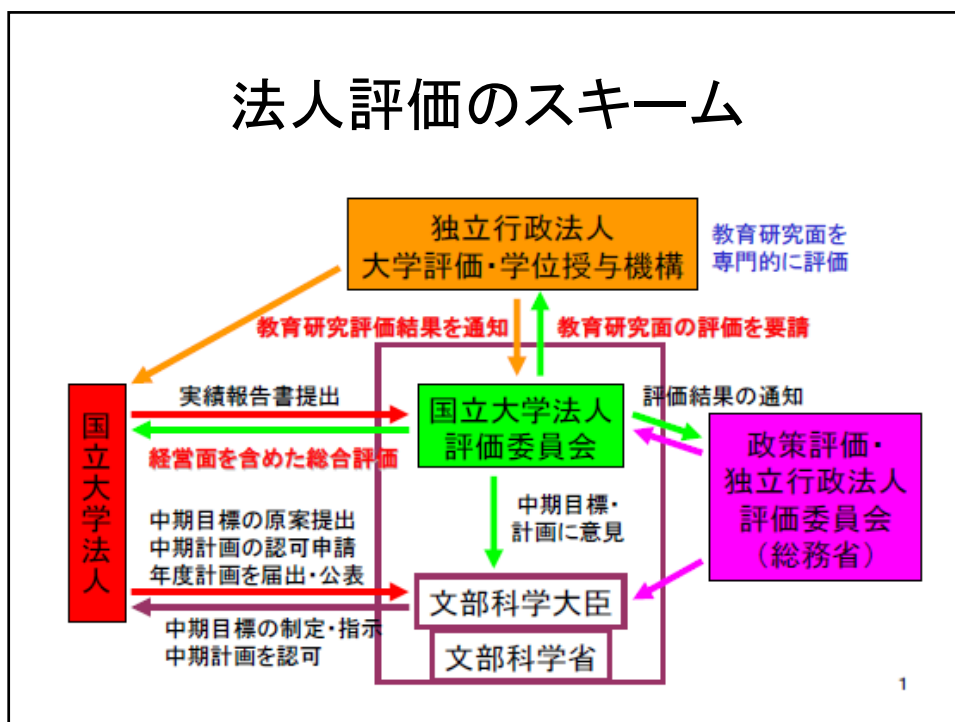 法人評価のスキーム
独立行政法人
大学評価・学位授与機構
教育研究面を
専門的に評価
教育研究評価結果を通知
教育研究面の評価を要請
実績報告書提出
国立大学法人
評価委員会
評価結果の通知
国立大学法人
経営面を含めた総合評価
政策評価・
独立行政法人
評価委員会
（総務省）
中期目標・
計画に意見
中期目標の原案提出
中期計画の認可申請
年度計画を届出・公表
文部科学大臣
中期目標の制定・指示
中期計画を認可
文部科学省
1